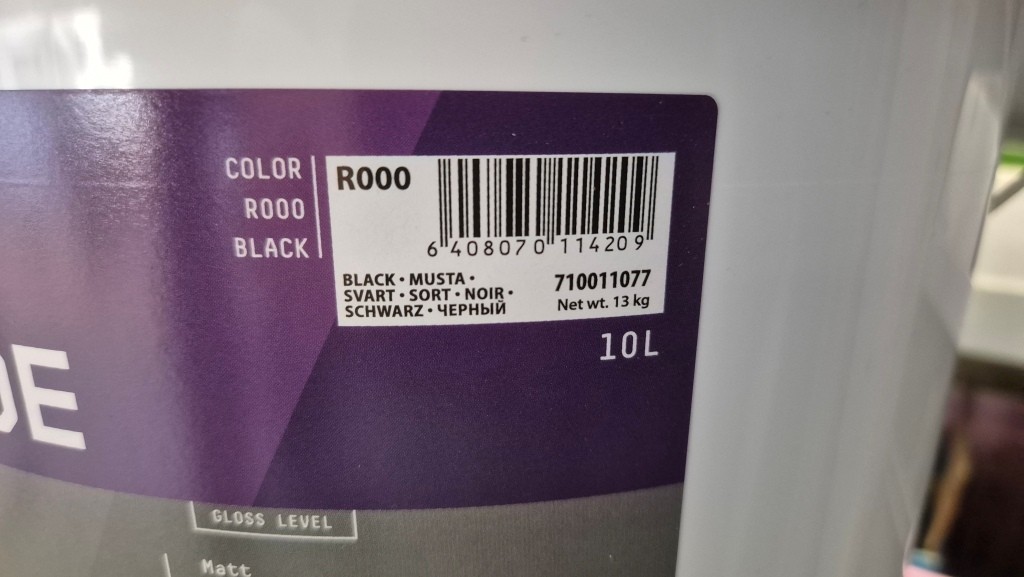 COLOR
R000
BLACK
R000
6 408070 114209
BLACK • MUSTA •
SVART • SORT • NOIR •
SCHWARZ • ЧЕРНЫЙ
710011077
Net wt. 13 kg
10L
DE
GLOSS LEVEL
Matt